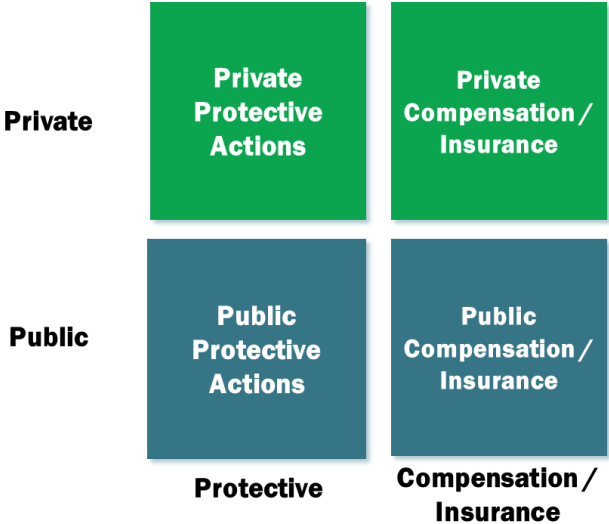 Private
Private
Protective
Actions
Private
Compensation /
Insurance
Public
Public
Protective
Actions
Public
Compensation /
Insurance
Protective
Compensation /
Insurance